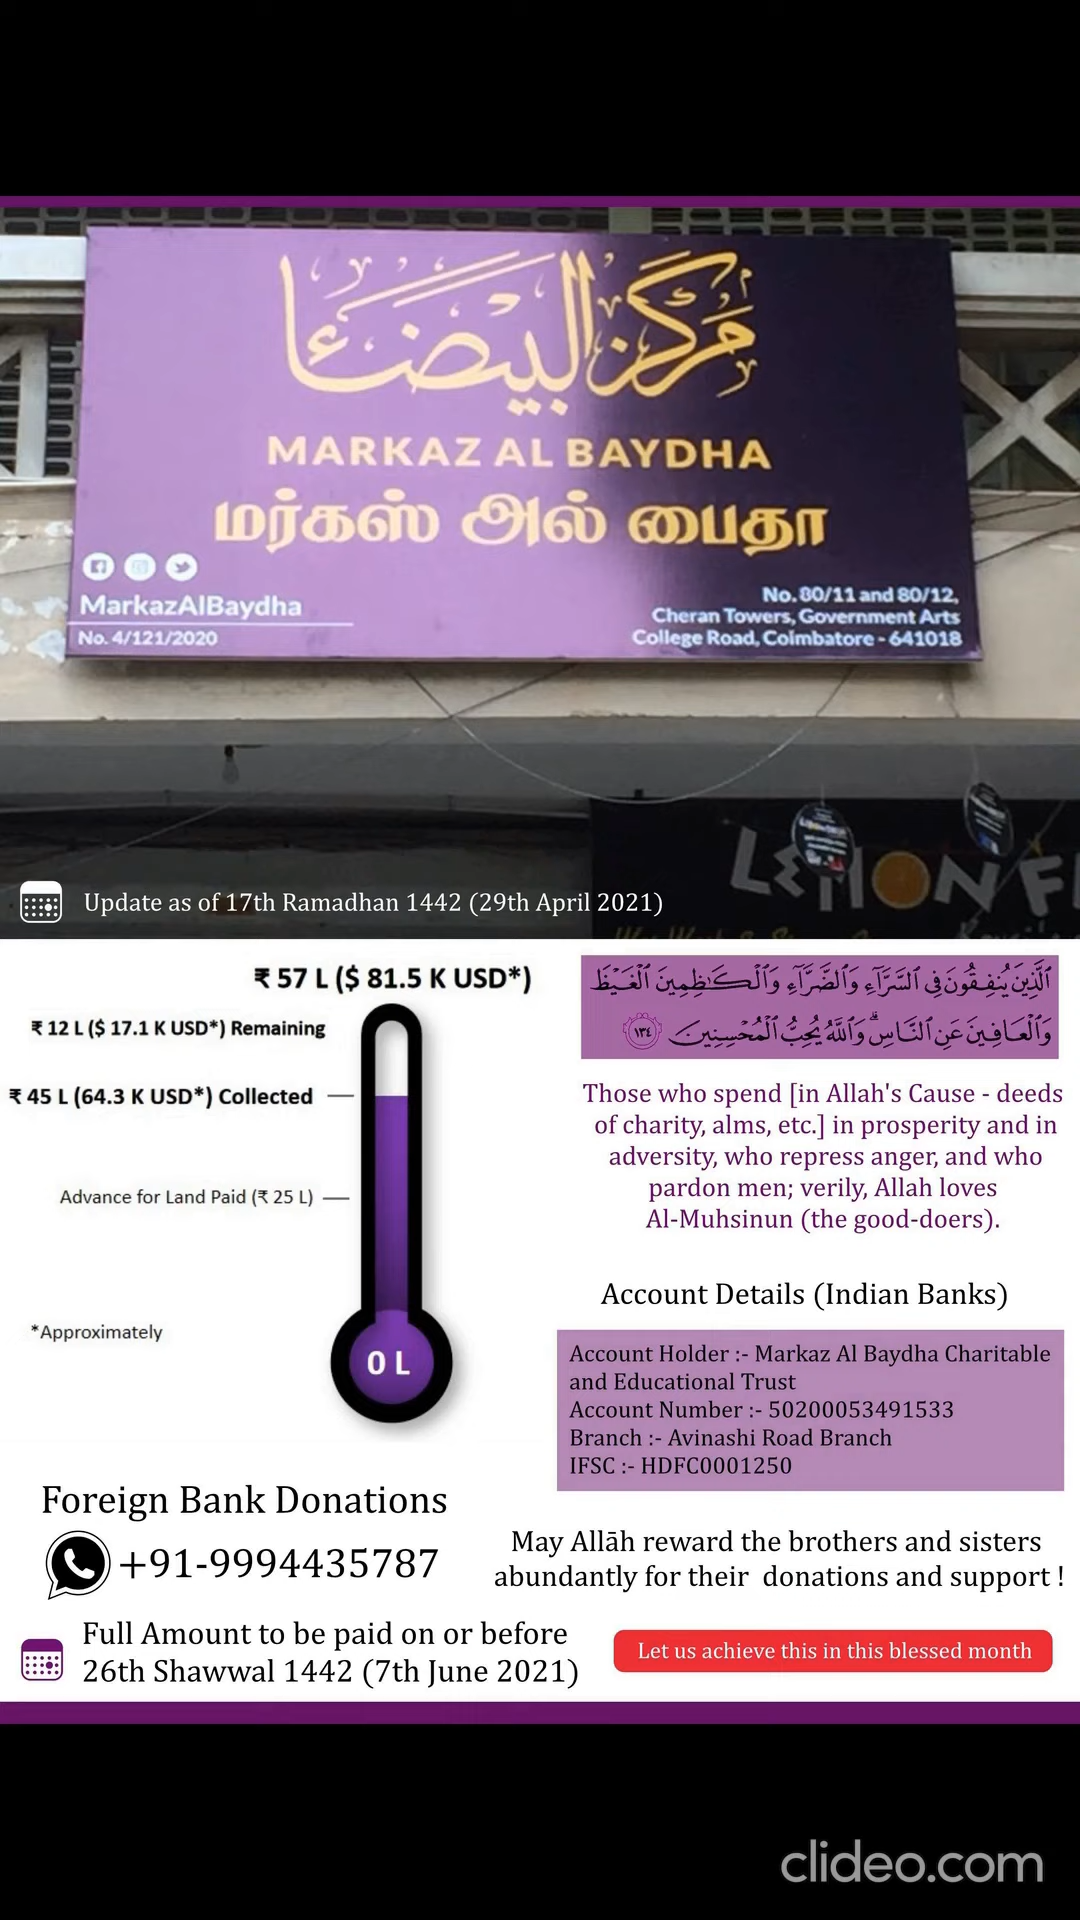 مركز البيضاء
MARKAZ AL BAYDHA
மர்கஸ் அல் பைதா
MarkazAlBaydha
No. 4/121/2020
No. 80/11 and 80/12,
Cheran Towers, Government Arts
College Road, Coimbatore - 641018
LEMON F
Update as of 17th Ramadhan 1442 (29th April 2021)
₹ 57 L ($ 81.5 K USD*)
₹ 12 L ($ 17.1 K USD*) Remaining
₹ 45 L (64.3 K USD*) Collected
Advance for Land Paid (₹ 25 L)
*Approximately
0 L
ٱلَّذِينَ يُنفِقُونَ فِي ٱلسَّرَّآءِ وَٱلضَّرَّآءِ وَٱلْكَـٰظِمِينَ ٱلْغَيْظَ
وَٱلْعَافِينَ عَنِ ٱلنَّاسِ ۗ وَٱللَّهُ يُحِبُّ ٱلْمُحْسِنِينَ ١٣٤
Those who spend [in Allah's Cause - deeds
of charity, alms, etc.] in prosperity and in
adversity, who repress anger, and who
pardon men; verily, Allah loves
Al-Muhsinun (the good-doers).
Account Details (Indian Banks)
Account Holder :- Markaz Al Baydha Charitable
and Educational Trust
Account Number :- 50200053491533
Branch :- Avinashi Road Branch
IFSC :- HDFC0001250
Foreign Bank Donations
+91-9994435787
May Allāh reward the brothers and sisters
abundantly for their donations and support !
Full Amount to be paid on or before
26th Shawwal 1442 (7th June 2021)
Let us achieve this in this blessed month
clideo.com